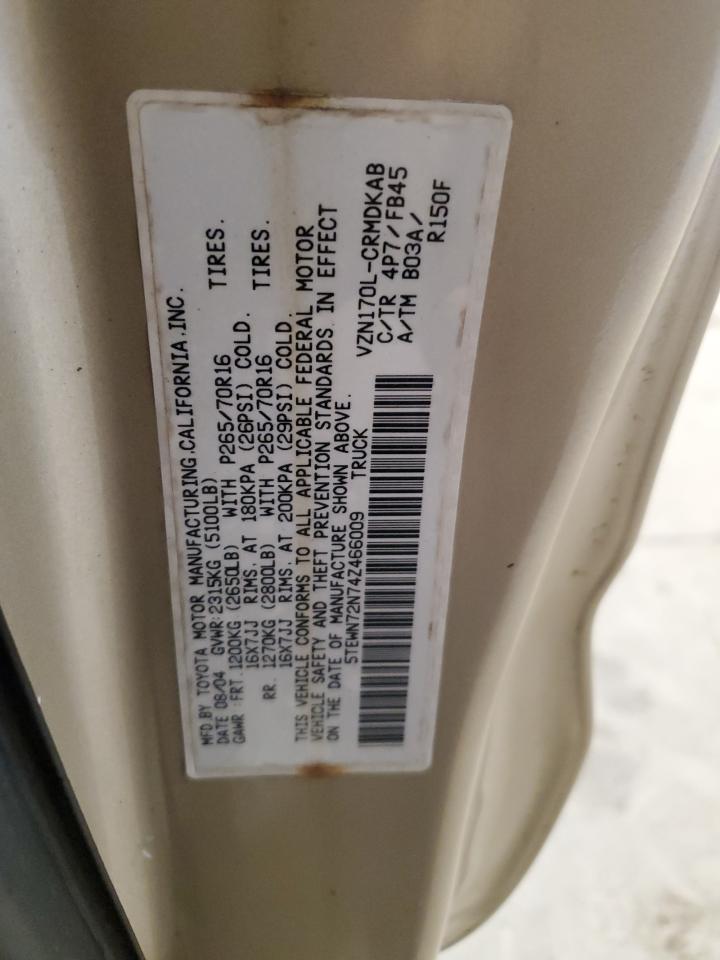 MFD.BY TOYOTA MOTOR MANUFACTURING.CALIFORNIA.INC.
DATE 08/04 GVWR:2315KG (5100LB)
GAWR :FRT.1200KG (2650LB) WITH P265/70R16 TIRES.
16X7JJ RIMS. AT 180KPA (26PSI) COLD.
RR. 1270KG (2800LB) WITH P265/70R16 TIRES.
16X7JJ RIMS. AT 200KPA (29PSI) COLD.
THIS VEHICLE CONFORMS TO ALL APPLICABLE FEDERAL MOTOR
VEHICLE SAFETY AND THEFT PREVENTION STANDARDS IN EFFECT
ON THE DATE OF MANUFACTURE SHOWN ABOVE.
5TEWN72N74Z466009 TRUCK
VZN170L-CRMDKAB
C/TR 4P7/FB45
A/TM B03A/
R150F